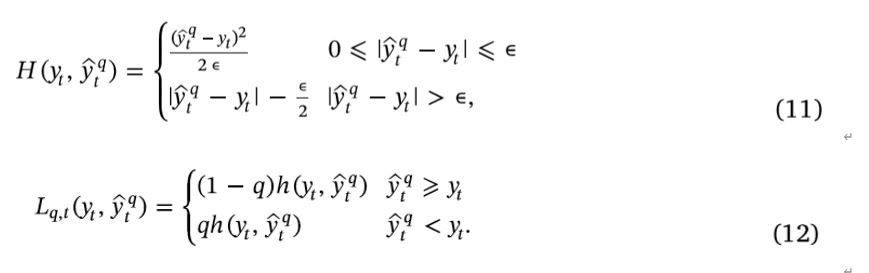 H(y_t, ŷ_t^q) = { (ŷ_t^q − y_t)² / 2ϵ   0 ⩽ |ŷ_t^q − y_t| ⩽ ϵ
|ŷ_t^q − y_t| − ϵ/2   |ŷ_t^q − y_t| > ϵ,
(11)
↵
L_{q,t}(y_t, ŷ_t^q) = { (1 − q)h(y_t, ŷ_t^q)   ŷ_t^q ⩾ y_t
qh(y_t, ŷ_t^q)   ŷ_t^q < y_t.
(12)
↵